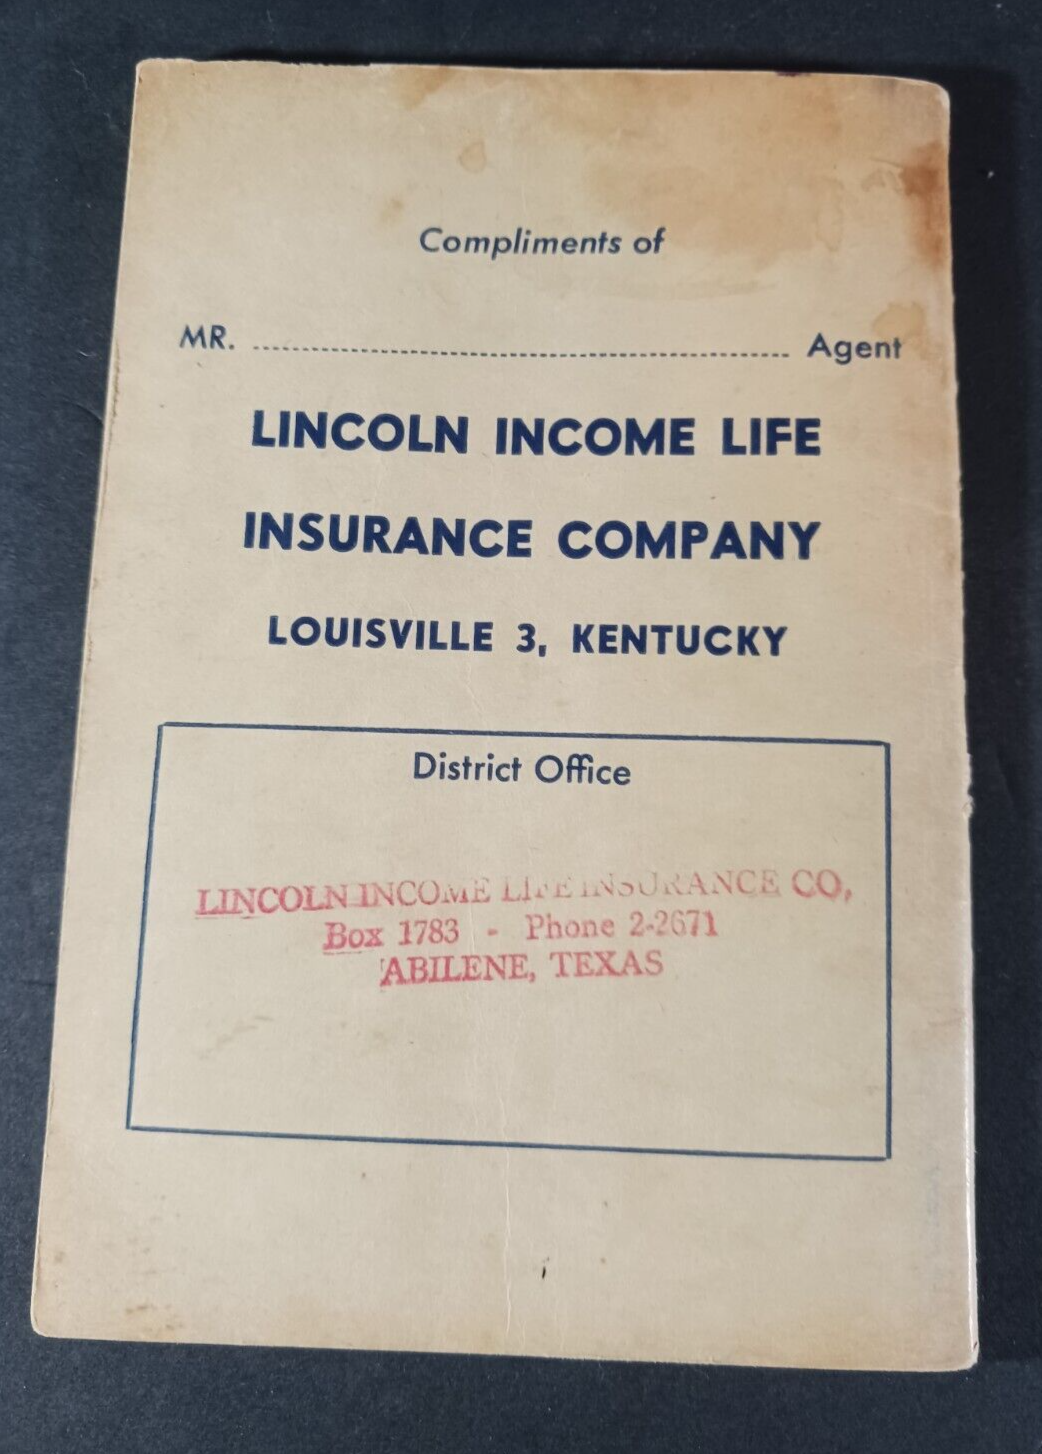 Compliments of
MR. ........................................................ Agent
LINCOLN INCOME LIFE
INSURANCE COMPANY
LOUISVILLE 3, KENTUCKY
District Office
LINCOLN INCOME LIFE INSURANCE CO,
Box 1783 - Phone 2-2671
ABILENE, TEXAS